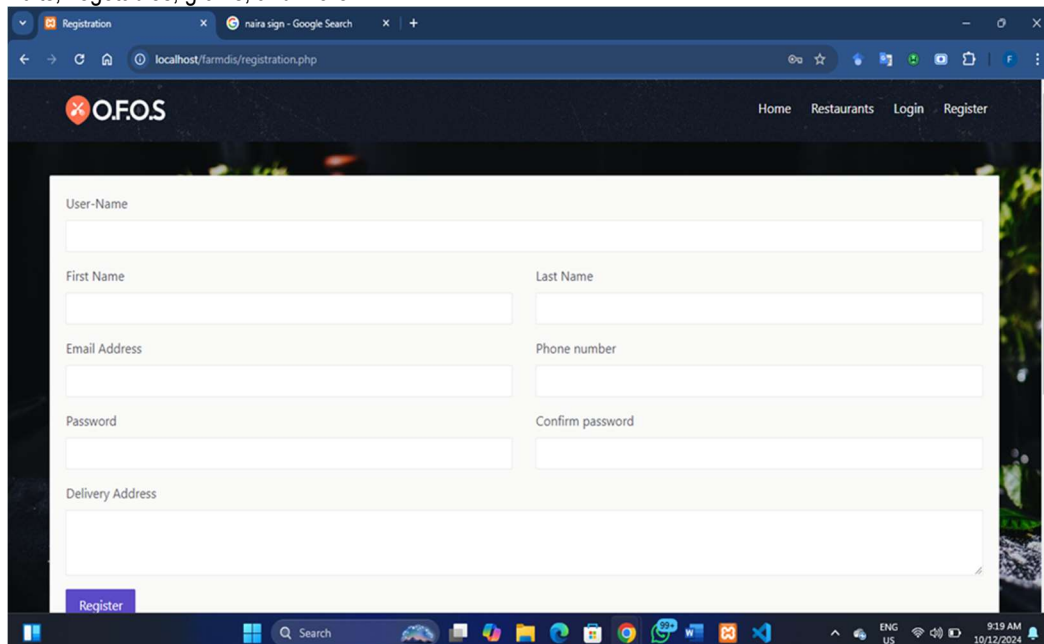 Registration
naira sign - Google Search
localhost/farmdis/registration.php
F
O.F.O.S
Home Restaurants Login Register
User-Name
First Name Last Name
Email Address Phone number
Password Confirm password
Delivery Address
Register
Search
99+
ENG
US
9:19 AM
10/12/2024